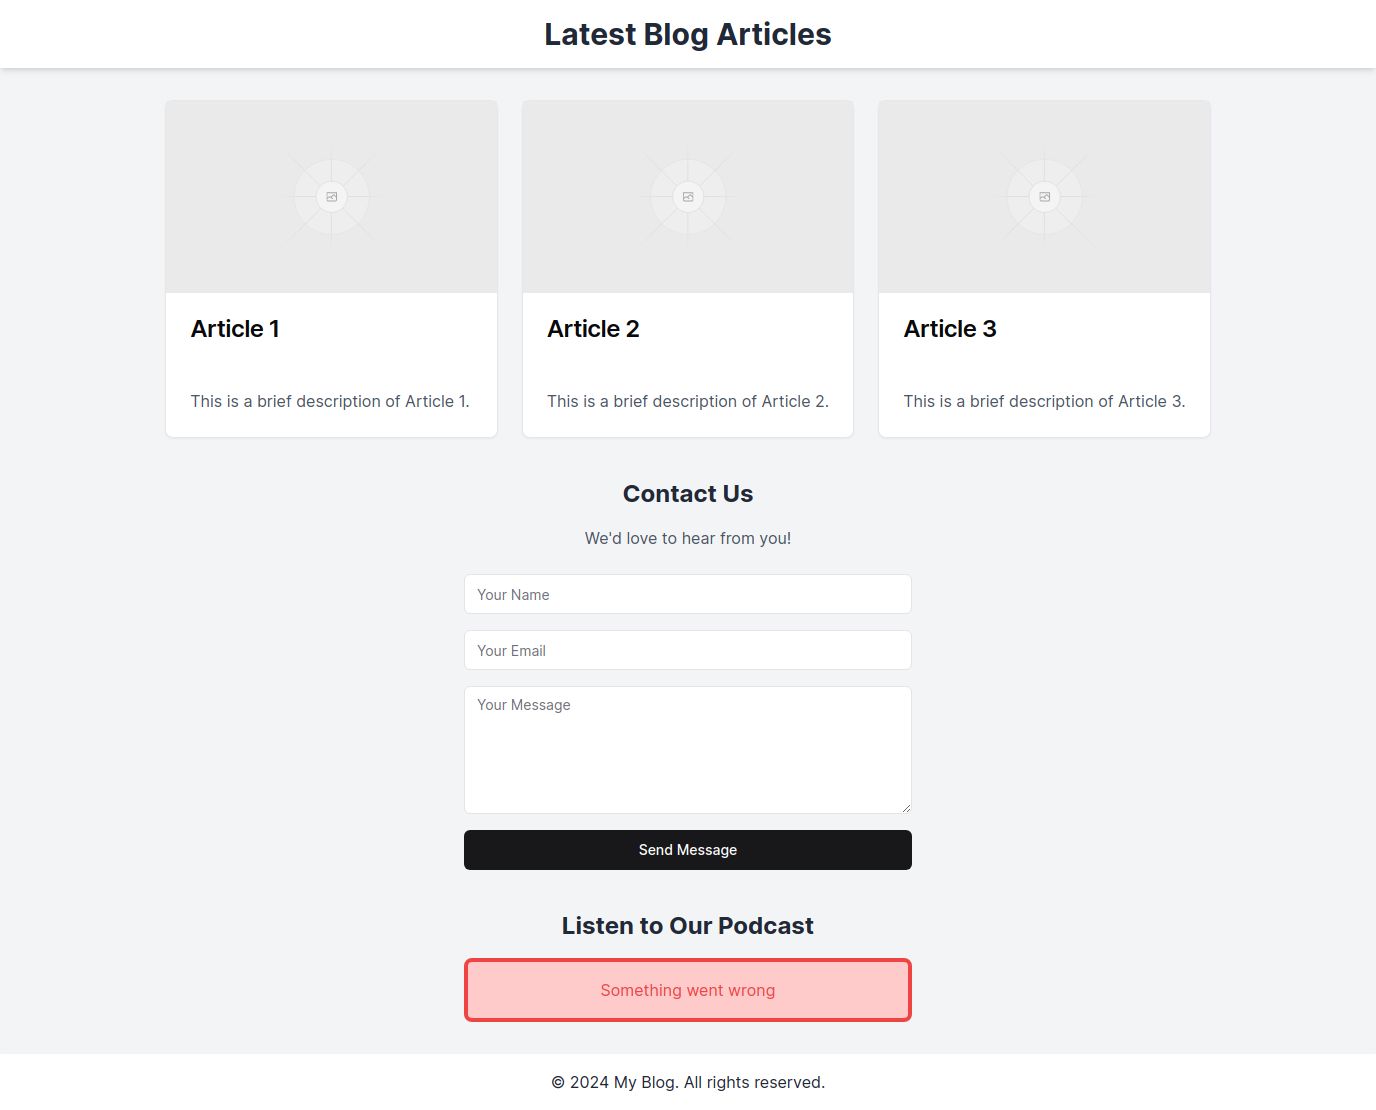 Latest Blog Articles
Article 1
This is a brief description of Article 1.
Article 2
This is a brief description of Article 2.
Article 3
This is a brief description of Article 3.
Contact Us
We'd love to hear from you!
Your Name
Your Email
Your Message
Send Message
Listen to Our Podcast
Something went wrong
© 2024 My Blog. All rights reserved.